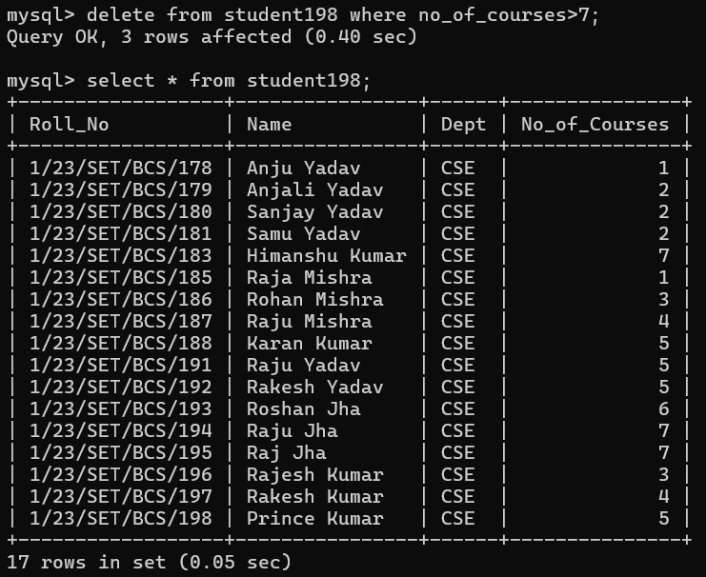 mysql> delete from student198 where no_of_courses>7;
Query OK, 3 rows affected (0.40 sec)

mysql> select * from student198;
+------------------+----------------+------+---------------+
| Roll_No          | Name           | Dept | No_of_Courses |
+------------------+----------------+------+---------------+
| 1/23/SET/BCS/178 | Anju Yadav     | CSE  |             1 |
| 1/23/SET/BCS/179 | Anjali Yadav   | CSE  |             2 |
| 1/23/SET/BCS/180 | Sanjay Yadav   | CSE  |             2 |
| 1/23/SET/BCS/181 | Samu Yadav     | CSE  |             2 |
| 1/23/SET/BCS/183 | Himanshu Kumar | CSE  |             7 |
| 1/23/SET/BCS/185 | Raja Mishra    | CSE  |             1 |
| 1/23/SET/BCS/186 | Rohan Mishra   | CSE  |             3 |
| 1/23/SET/BCS/187 | Raju Mishra    | CSE  |             4 |
| 1/23/SET/BCS/188 | Karan Kumar    | CSE  |             5 |
| 1/23/SET/BCS/191 | Raju Yadav     | CSE  |             5 |
| 1/23/SET/BCS/192 | Rakesh Yadav   | CSE  |             5 |
| 1/23/SET/BCS/193 | Roshan Jha     | CSE  |             6 |
| 1/23/SET/BCS/194 | Raju Jha       | CSE  |             7 |
| 1/23/SET/BCS/195 | Raj Jha        | CSE  |             7 |
| 1/23/SET/BCS/196 | Rajesh Kumar   | CSE  |             3 |
| 1/23/SET/BCS/197 | Rakesh Kumar   | CSE  |             4 |
| 1/23/SET/BCS/198 | Prince Kumar   | CSE  |             5 |
+------------------+----------------+------+---------------+
17 rows in set (0.05 sec)